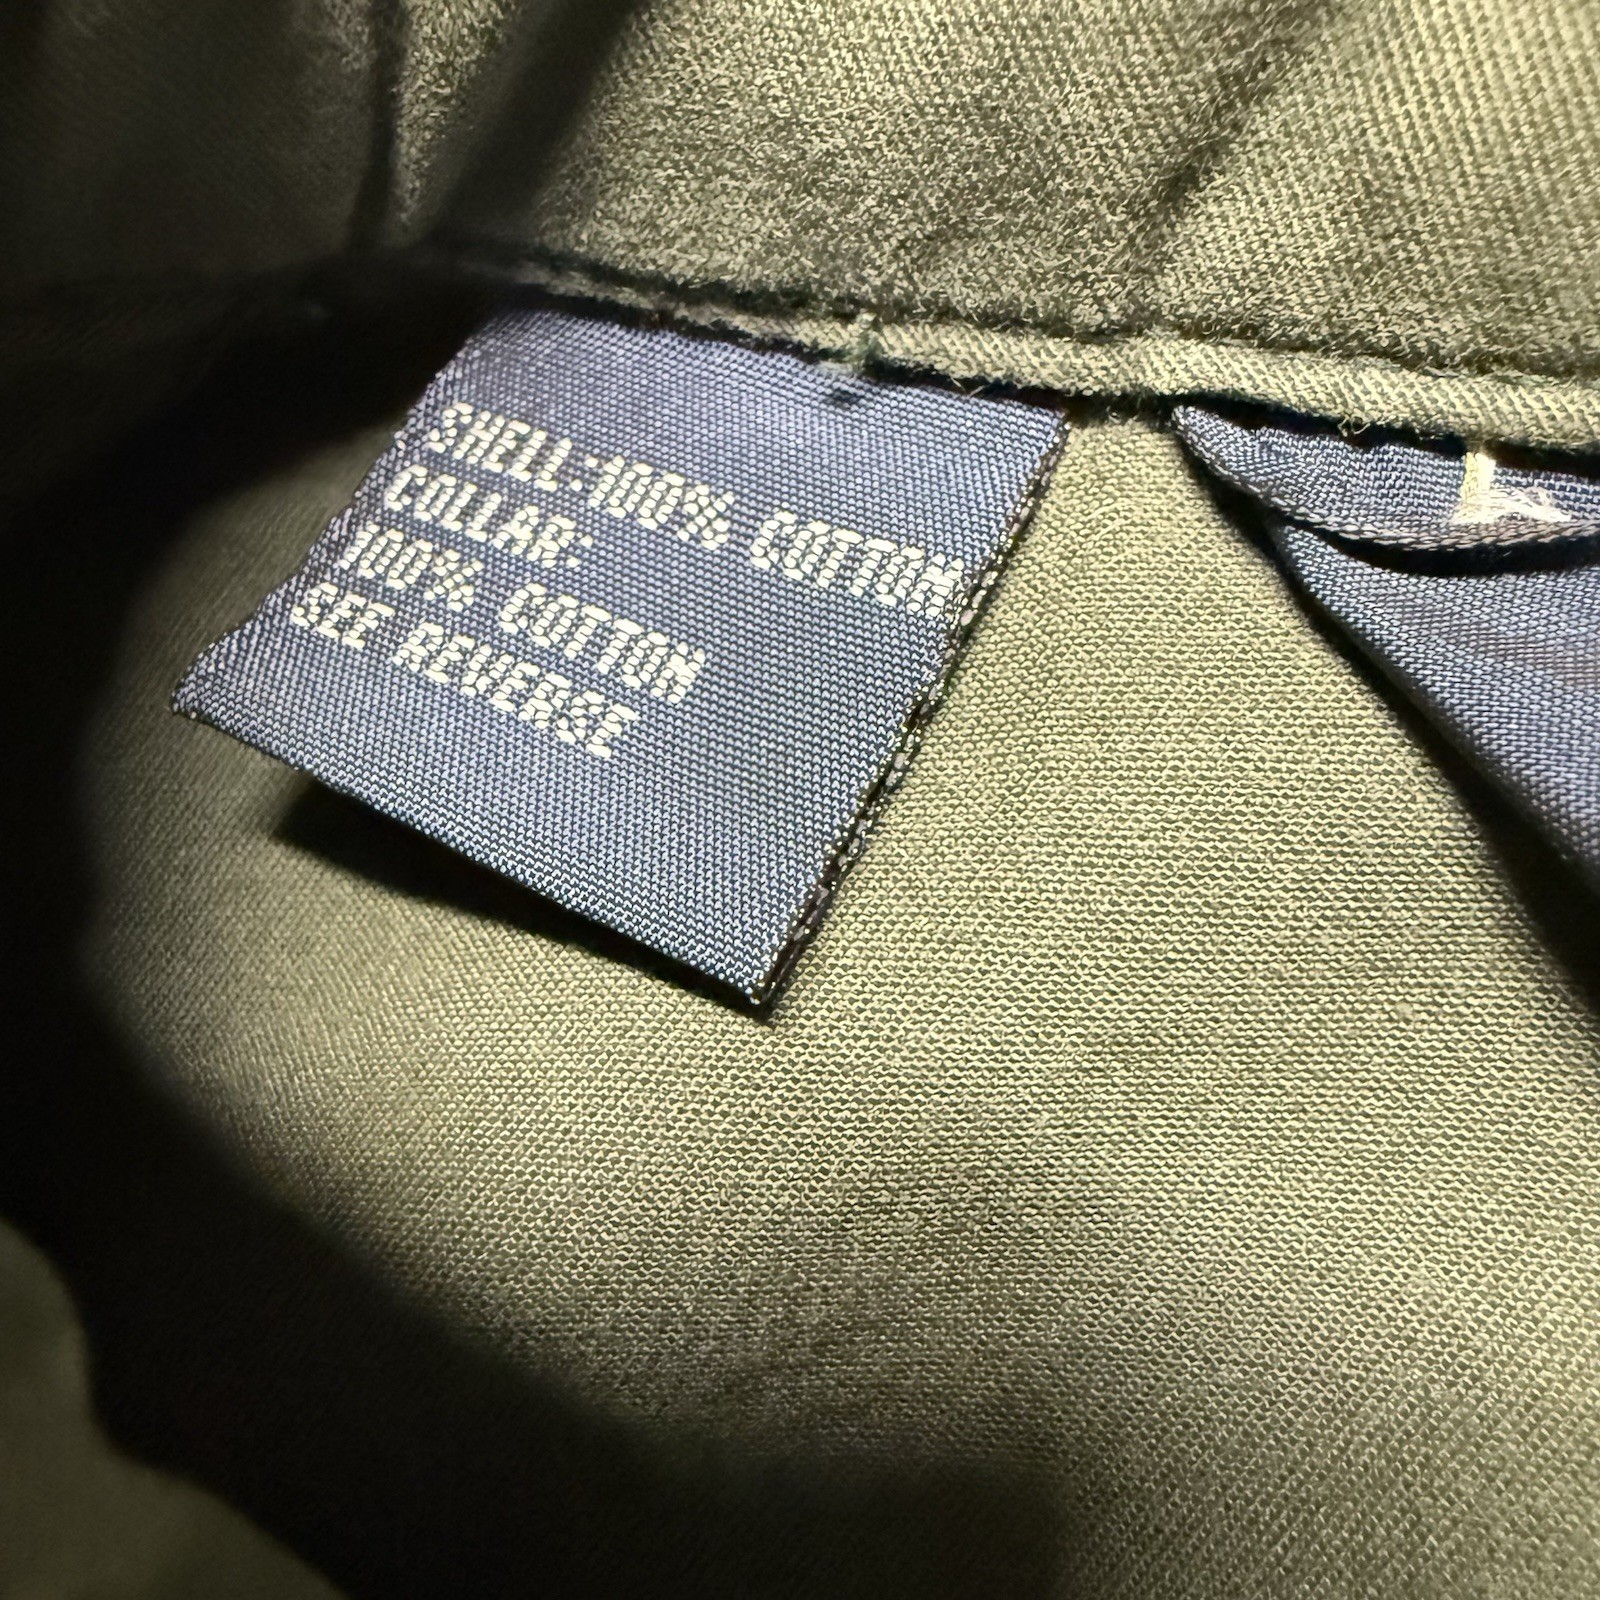 SHELL:100% COTTON
COLLAR:
100% COTTON
SEE REVERSE